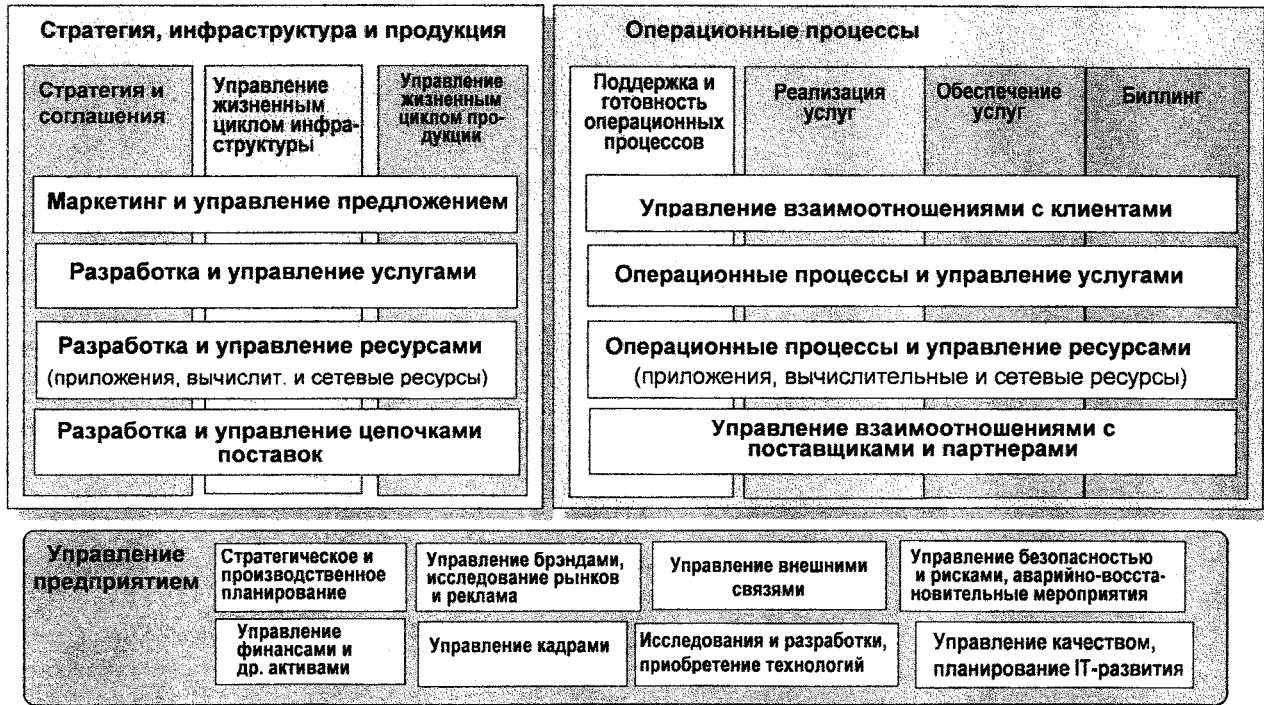 Стратегия, инфраструктура и продукция
Стратегия и
соглашения
Управление
жизненным
циклом инфра-
структуры
Управление
жизненным
циклом про-
дукции
Маркетинг и управление предложением
Разработка и управление услугами
Разработка и управление ресурсами
(приложения, вычислит. и сетевые ресурсы)
Разработка и управление цепочками
поставок
Операционные процессы
Поддержка и
готовность
операционных
процессов
Реализация
услуг
Обеспечение
услуг
Биллинг
Управление взаимоотношениями с клиентами
Операционные процессы и управление услугами
Операционные процессы и управление ресурсами
(приложения, вычислительные и сетевые ресурсы)
Управление взаимоотношениями с
поставщиками и партнерами
Управление
предприятием
Стратегическое и
производственное
планирование
Управление брэндами,
исследование рынков
и реклама
Управление внешними
связями
Управление безопасностью
и рисками, аварийно-восста-
новительные мероприятия
Управление
финансами и
др. активами
Управление кадрами
Исследования и разработки,
приобретение технологий
Управление качеством,
планирование IT-развития